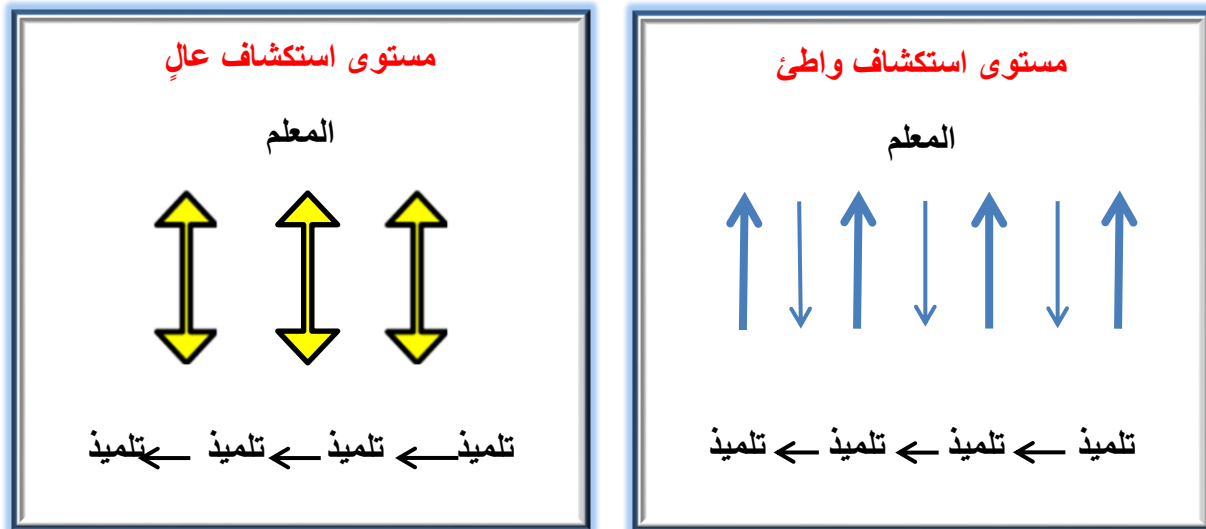 مستوى استكشاف واطئ
المعلم
تلميذ تلميذ تلميذ تلميذ
مستوى استكشاف عالٍ
المعلم
تلميذ تلميذ تلميذ تلميذ